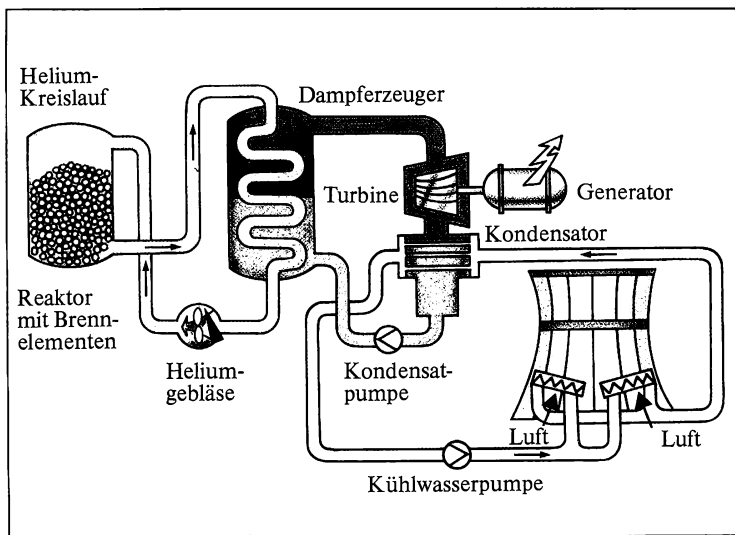 Helium-
Kreislauf
Dampferzeuger
Turbine
Generator
Kondensator
Reaktor
mit Brenn-
elementen
Helium-
gebläse
Kondensat-
pumpe
Luft
Luft
Kühlwasserpumpe